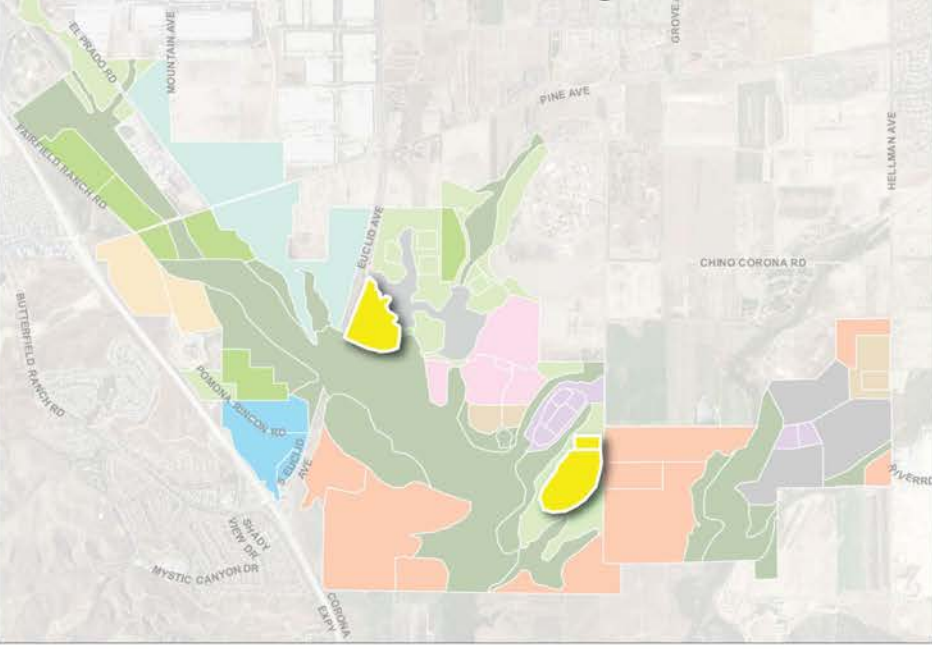 EL PRADO RD
MOUNTAIN AVE
PINE AVE
HELLMAN AVE
FAIRFIELD RANCH RD
EUCLID AVE
CHINO CORONA RD
BUTTERFIELD RANCH RD
POMONA RINCON RD
S EUCLID
AVE
SHADY
VIEW DR
MYSTIC CANYON DR
CORONA
EXPY